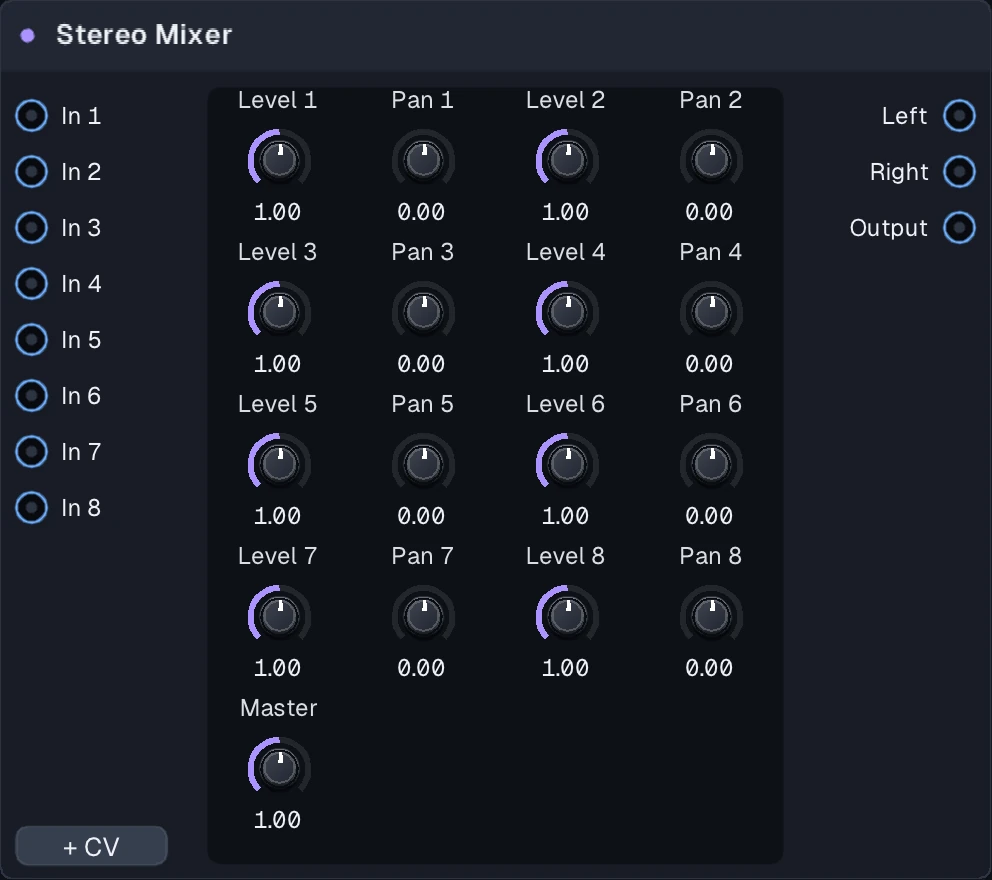 Stereo Mixer
In 1
In 2
In 3
In 4
In 5
In 6
In 7
In 8
+ CV
Level 1 Pan 1 Level 2 Pan 2
1.00 0.00 1.00 0.00
Level 3 Pan 3 Level 4 Pan 4
1.00 0.00 1.00 0.00
Level 5 Pan 5 Level 6 Pan 6
1.00 0.00 1.00 0.00
Level 7 Pan 7 Level 8 Pan 8
1.00 0.00 1.00 0.00
Master
1.00
Left
Right
Output